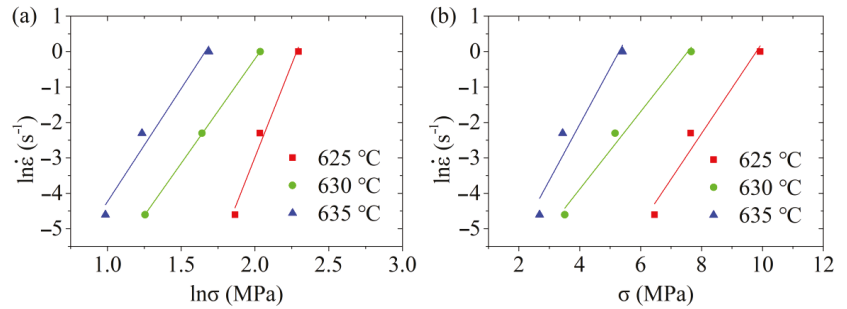 (a)
0
-1
-2
-3
-4
-5
lnε̇ (s⁻¹)
625 °C
630 °C
635 °C
1.0 1.5 2.0 2.5 3.0
lnσ (MPa)
(b)
0
-1
-2
-3
-4
-5
lnε̇ (s⁻¹)
625 °C
630 °C
635 °C
2 4 6 8 10 12
σ (MPa)